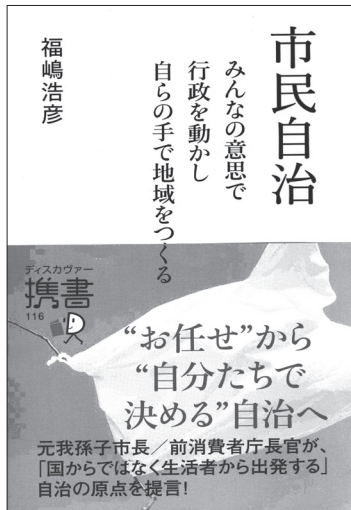 市民自治
みんなの意思で
行政を動かし
自らの手で地域をつくる
福嶋浩彦
ディスカヴァー
携書
116
“お任せ”から
“自分たちで
決める”自治へ
元我孫子市長／前消費者庁長官が、
「国からではなく生活者から出発する」
自治の原点を提言！